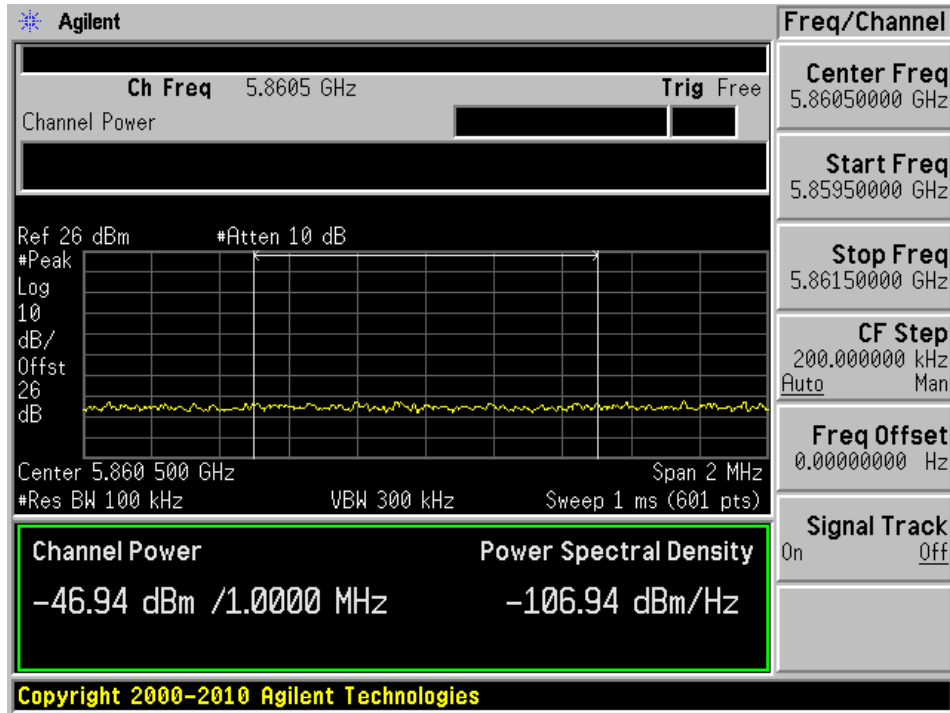 Agilent
Freq/Channel
Ch Freq 5.8605 GHz Trig Free
Channel Power
Center Freq
5.86050000 GHz
Start Freq
5.85950000 GHz
Stop Freq
5.86150000 GHz
CF Step
200.000000 kHz
Auto Man
Freq Offset
0.00000000 Hz
Signal Track
On Off
Ref 26 dBm #Atten 10 dB
#Peak
Log
10
dB/
Offst
26
dB
Center 5.860 500 GHz Span 2 MHz
#Res BW 100 kHz VBW 300 kHz Sweep 1 ms (601 pts)
Channel Power Power Spectral Density
-46.94 dBm /1.0000 MHz -106.94 dBm/Hz
Copyright 2000-2010 Agilent Technologies